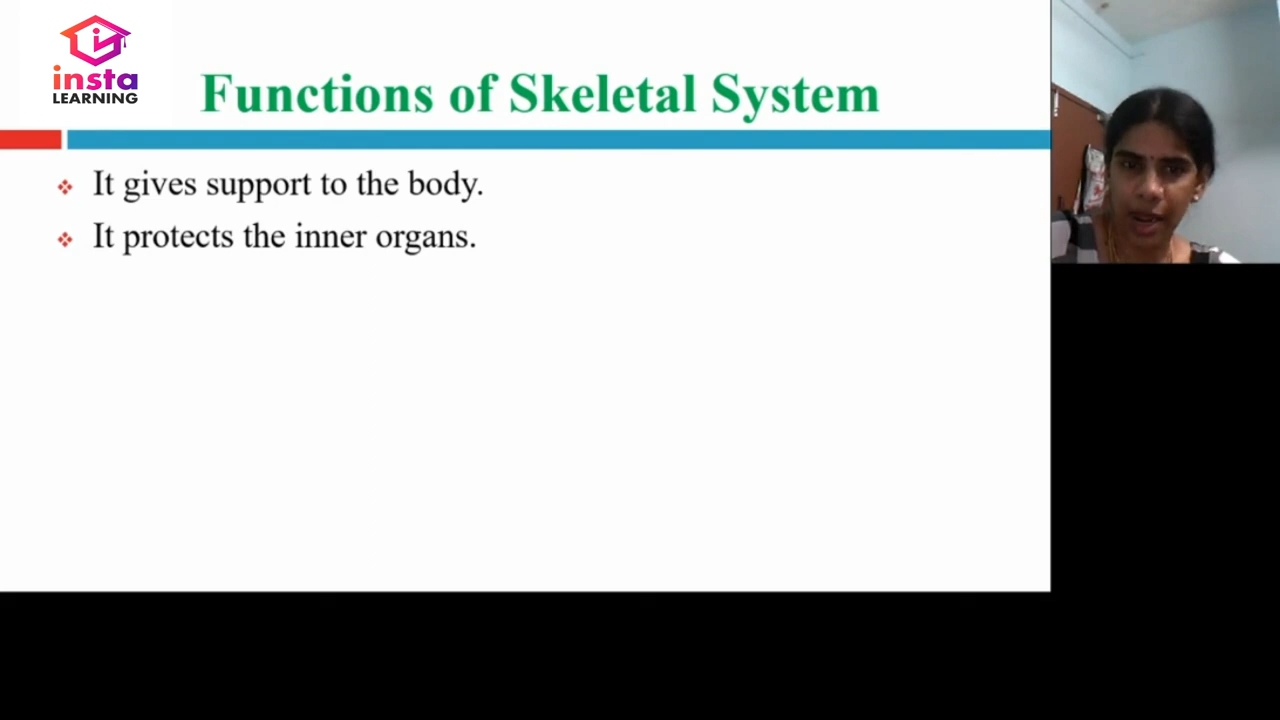 insta
LEARNING
Functions of Skeletal System
It gives support to the body.
It protects the inner organs.